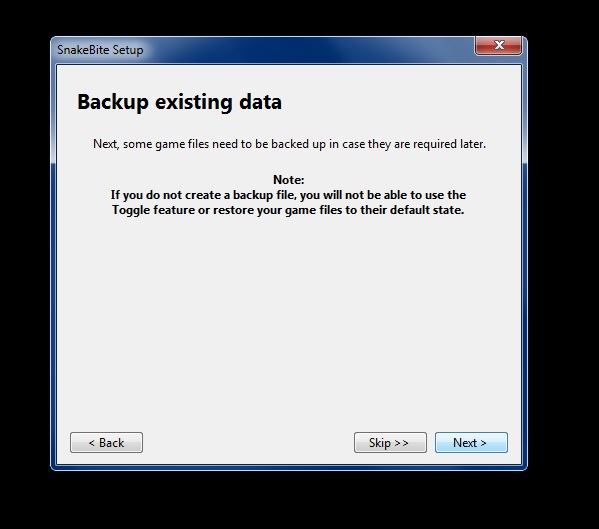 SnakeBite Setup
Backup existing data
Next, some game files need to be backed up in case they are required later.
Note:
If you do not create a backup file, you will not be able to use the
Toggle feature or restore your game files to their default state.
< Back
Skip >>
Next >